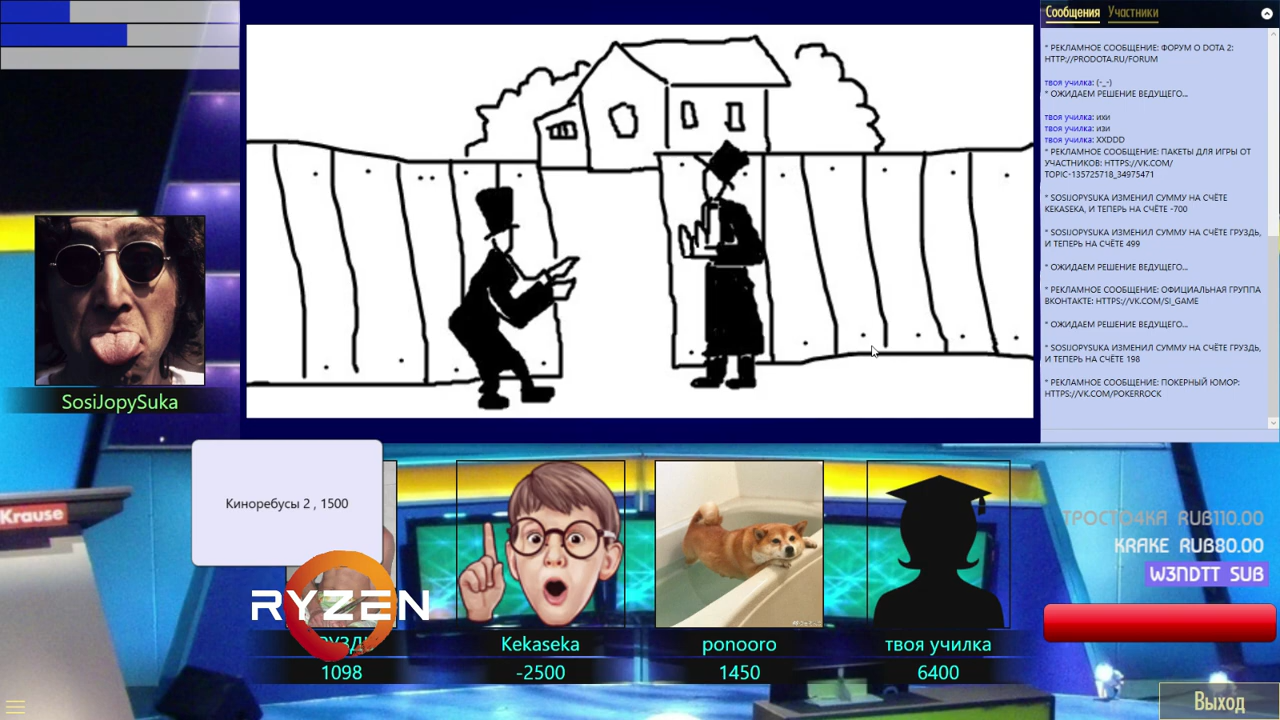 Сообщения Участники
* РЕКЛАМНОЕ СООБЩЕНИЕ: ФОРУМ О DOTA 2:
HTTP://PRODOTA.RU/FORUM
твоя училка: (-_-)
* ОЖИДАЕМ РЕШЕНИЕ ВЕДУЩЕГО...
твоя училка: ихи
твоя училка: изи
твоя училка: XXDDD
* РЕКЛАМНОЕ СООБЩЕНИЕ: ПАКЕТЫ ДЛЯ ИГРЫ ОТ
УЧАСТНИКОВ: HTTPS://VK.COM/
TOPIC-135725718_34975471
* SOSIJOPYSUKA ИЗМЕНИЛ СУММУ НА СЧЁТЕ
KEKASEKA, И ТЕПЕРЬ НА СЧЁТЕ -700
* SOSIJOPYSUKA ИЗМЕНИЛ СУММУ НА СЧЁТЕ ГРУЗДЬ,
И ТЕПЕРЬ НА СЧЁТЕ 499
* ОЖИДАЕМ РЕШЕНИЕ ВЕДУЩЕГО...
* РЕКЛАМНОЕ СООБЩЕНИЕ: ОФИЦИАЛЬНАЯ ГРУППА
ВКОНТАКТЕ: HTTPS://VK.COM/SI_GAME
* ОЖИДАЕМ РЕШЕНИЕ ВЕДУЩЕГО...
* SOSIJOPYSUKA ИЗМЕНИЛ СУММУ НА СЧЁТЕ ГРУЗДЬ,
И ТЕПЕРЬ НА СЧЁТЕ 198
* РЕКЛАМНОЕ СООБЩЕНИЕ: ПОКЕРНЫЙ ЮМОР:
HTTPS://VK.COM/POKERROCK
SosiJopySuka
Киноребусы 2 , 1500
Krause
RYZEN
Kekaseka
ponooro
твоя училка
1098
-2500
1450
6400
ТРОСТО4КА RUB110.00
KRAKE RUB80.00
W3NDTT SUB
Выход